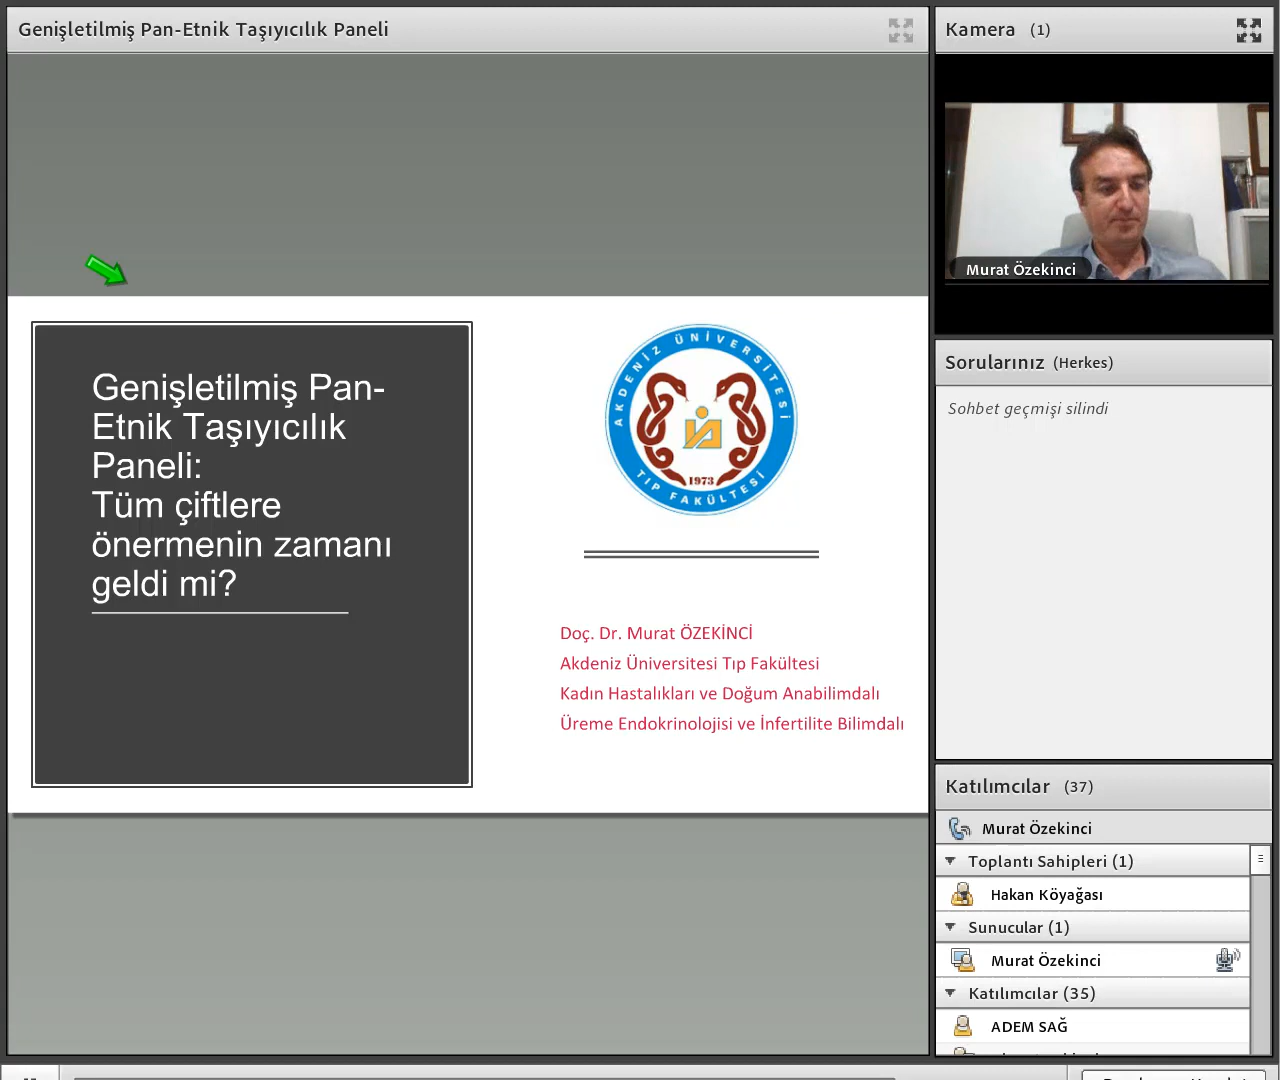 Genişletilmiş Pan-Etnik Taşıyıcılık Paneli
Genişletilmiş Pan-
Etnik Taşıyıcılık
Paneli:
Tüm çiftlere
önermenin zamanı
geldi mi?
AKDENİZ ÜNİVERSİTESİ
1973
TIP FAKÜLTESİ
Doç. Dr. Murat ÖZEKİNCİ
Akdeniz Üniversitesi Tıp Fakültesi
Kadın Hastalıkları ve Doğum Anabilimdalı
Üreme Endokrinolojisi ve İnfertilite Bilimdalı
Kamera (1)
Murat Özekinci
Sorularınız (Herkes)
Sohbet geçmişi silindi
Katılımcılar (37)
Murat Özekinci
Toplantı Sahipleri (1)
Hakan Köyağası
Sunucular (1)
Murat Özekinci
Katılımcılar (35)
ADEM SAĞ